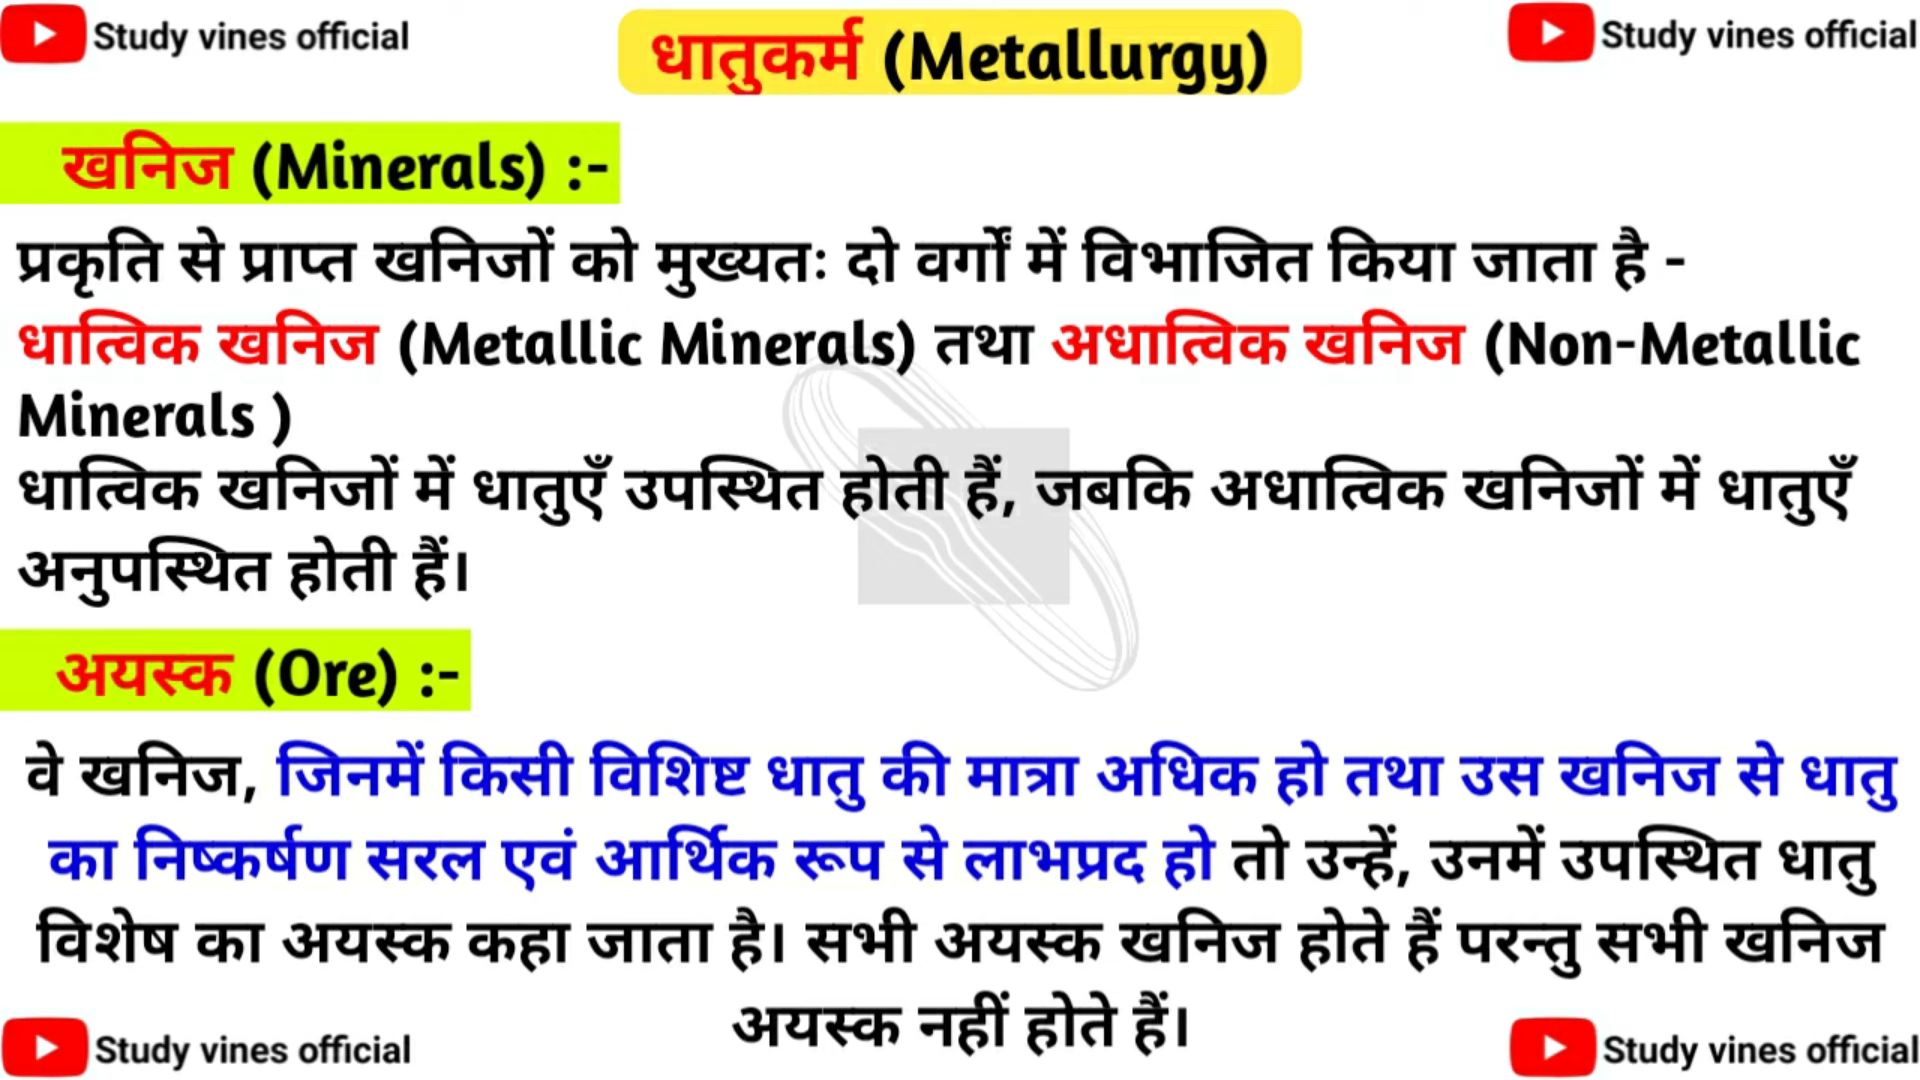 Study vines official
धातुकर्म (Metallurgy)
Study vines official
खनिज (Minerals) :-
प्रकृति से प्राप्त खनिजों को मुख्यतः दो वर्गों में विभाजित किया जाता है -
धात्विक खनिज (Metallic Minerals) तथा अधात्विक खनिज (Non-Metallic
Minerals )
धात्विक खनिजों में धातुएँ उपस्थित होती हैं, जबकि अधात्विक खनिजों में धातुएँ
अनुपस्थित होती हैं।
अयस्क (Ore) :-
वे खनिज, जिनमें किसी विशिष्ट धातु की मात्रा अधिक हो तथा उस खनिज से धातु
का निष्कर्षण सरल एवं आर्थिक रूप से लाभप्रद हो तो उन्हें, उनमें उपस्थित धातु
विशेष का अयस्क कहा जाता है। सभी अयस्क खनिज होते हैं परन्तु सभी खनिज
अयस्क नहीं होते हैं।
Study vines official
Study vines official